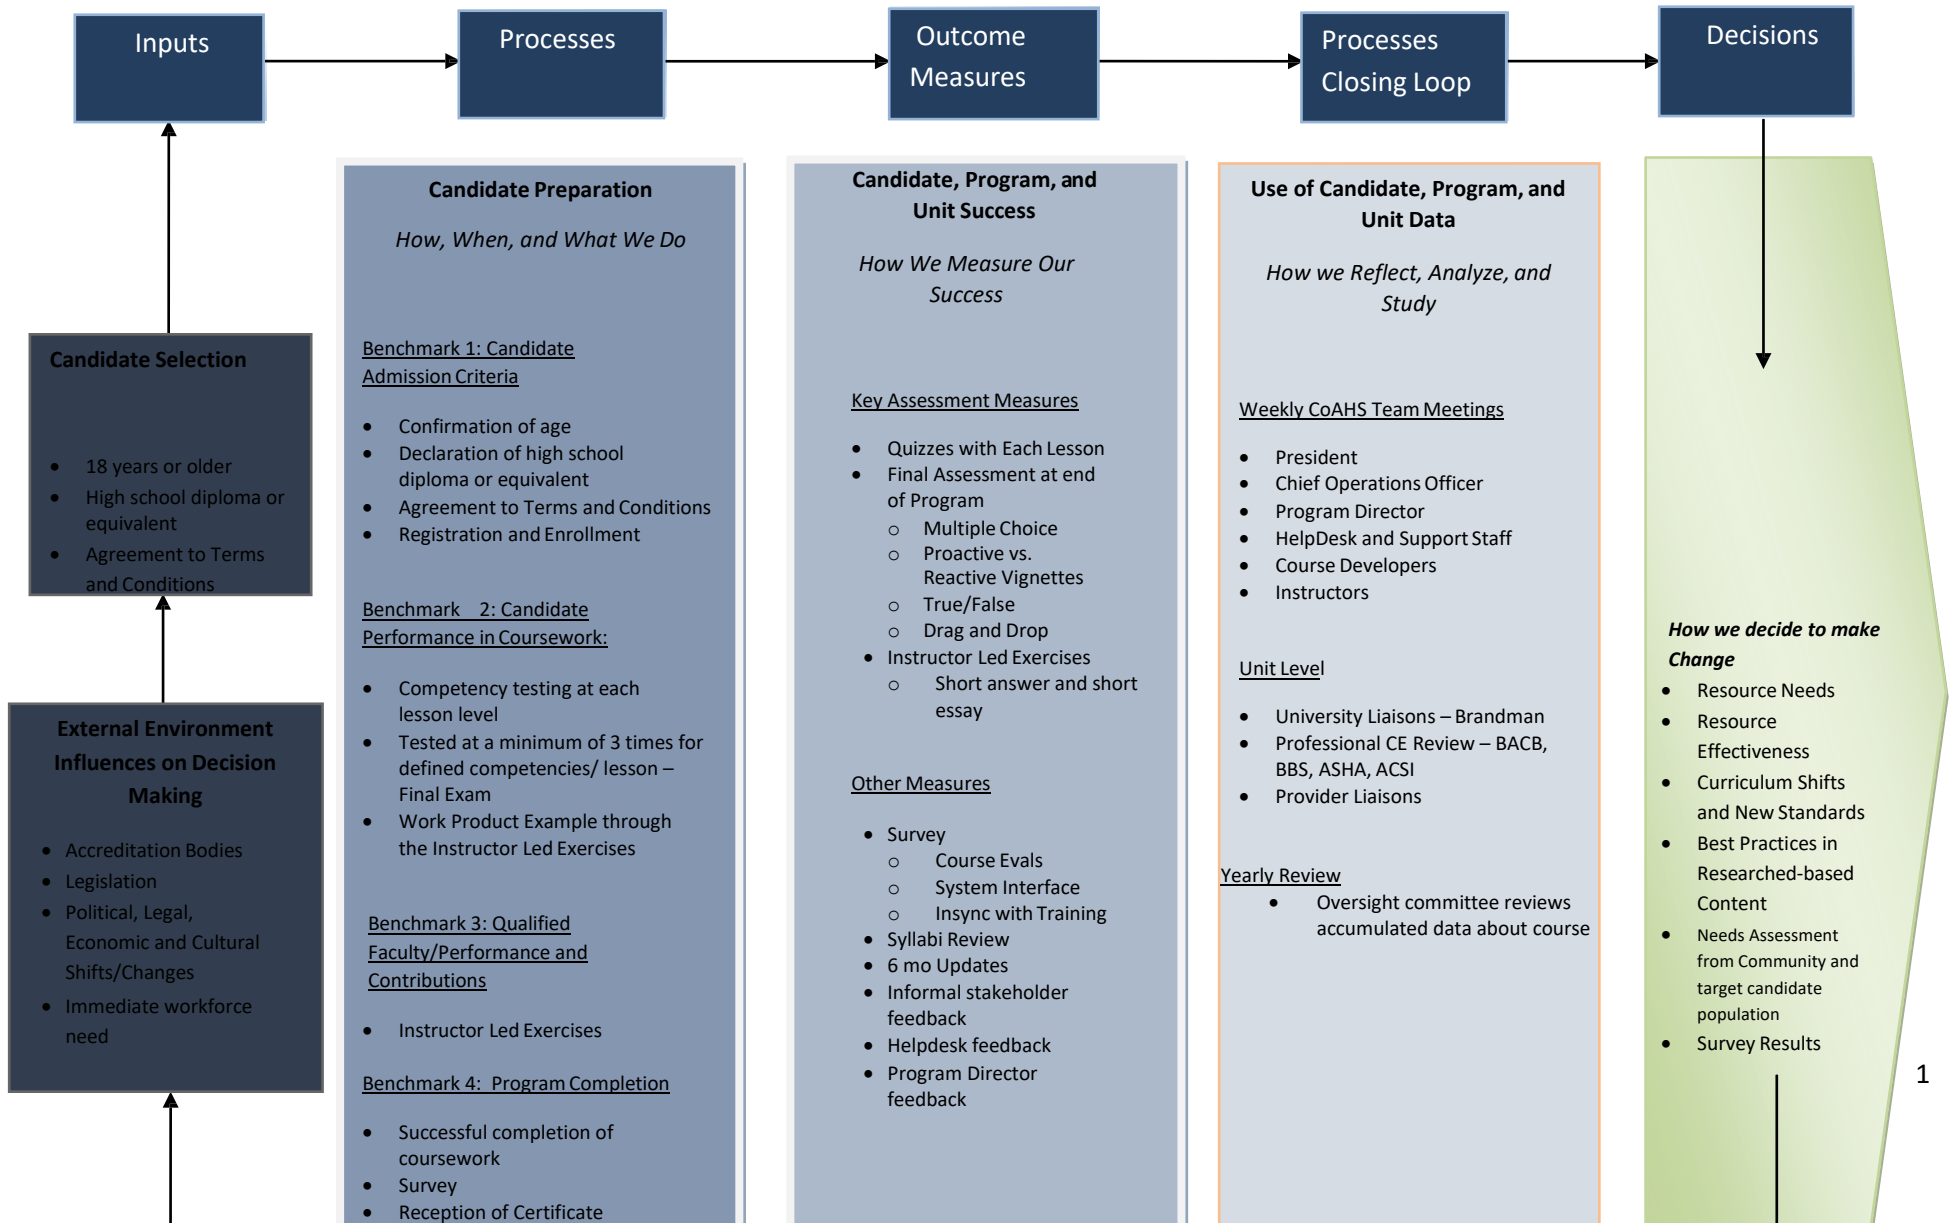 Inputs
Processes
Outcome
Measures
Processes
Closing Loop
Decisions
Candidate Selection
• 18 years or older
• High school diploma or
equivalent
• Agreement to Terms
and Conditions
External Environment
Influences on Decision
Making
• Accreditation Bodies
• Legislation
• Political, Legal,
Economic and Cultural
Shifts/Changes
• Immediate workforce
need
Candidate Preparation
How, When, and What We Do
Benchmark 1: Candidate
Admission Criteria
• Confirmation of age
• Declaration of high school
diploma or equivalent
• Agreement to Terms and Conditions
• Registration and Enrollment
Benchmark 2: Candidate
Performance in Coursework:
• Competency testing at each
lesson level
• Tested at a minimum of 3 times for
defined competencies/ lesson –
Final Exam
• Work Product Example through
the Instructor Led Exercises
Benchmark 3: Qualified
Faculty/Performance and
Contributions
• Instructor Led Exercises
Benchmark 4: Program Completion
• Successful completion of
coursework
• Survey
• Reception of Certificate
Candidate, Program, and
Unit Success
How We Measure Our
Success
Key Assessment Measures
• Quizzes with Each Lesson
• Final Assessment at end
of Program
o Multiple Choice
o Proactive vs.
Reactive Vignettes
o True/False
o Drag and Drop
• Instructor Led Exercises
o Short answer and short
essay
Other Measures
• Survey
o Course Evals
o System Interface
o Insync with Training
• Syllabi Review
• 6 mo Updates
• Informal stakeholder
feedback
• Helpdesk feedback
• Program Director
feedback
Use of Candidate, Program, and
Unit Data
How we Reflect, Analyze, and
Study
Weekly CoAHS Team Meetings
• President
• Chief Operations Officer
• Program Director
• HelpDesk and Support Staff
• Course Developers
• Instructors
Unit Level
• University Liaisons – Brandman
• Professional CE Review – BACB,
BBS, ASHA, ACSI
• Provider Liaisons
Yearly Review
• Oversight committee reviews
accumulated data about course
How we decide to make
Change
• Resource Needs
• Resource
Effectiveness
• Curriculum Shifts
and New Standards
• Best Practices in
Researched-based
Content
• Needs Assessment
from Community and
target candidate
population
• Survey Results
1